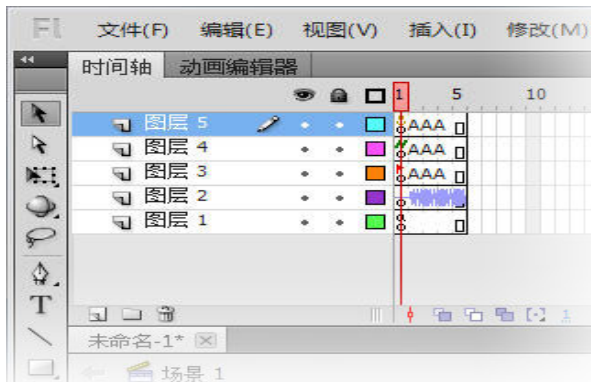 Fl 文件(F) 编辑(E) 视图(V) 插入(I) 修改(M)
时间轴 动画编辑器
1 5 10
图层 5 AAA
图层 4 AAA
图层 3 AAA
图层 2
图层 1 a
T
1
未命名-1*
场景 1